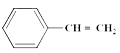 CH = CH₂